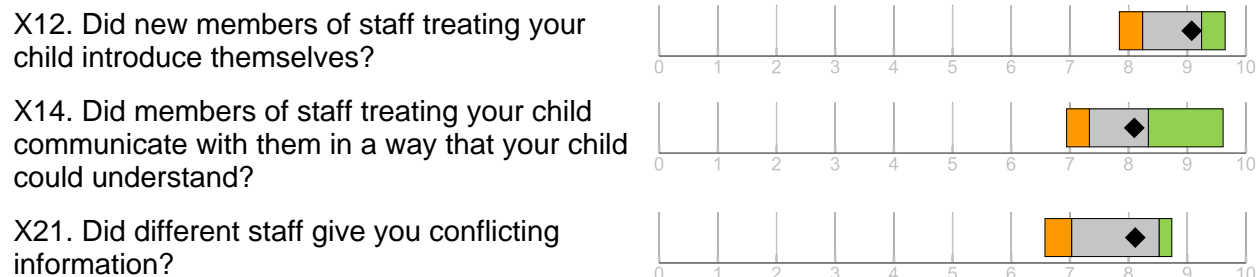 X12. Did new members of staff treating your
child introduce themselves?
0 1 2 3 4 5 6 7 8 9 10
X14. Did members of staff treating your child
communicate with them in a way that your child
could understand?
0 1 2 3 4 5 6 7 8 9 10
X21. Did different staff give you conflicting
information?
0 1 2 3 4 5 6 7 8 9 10